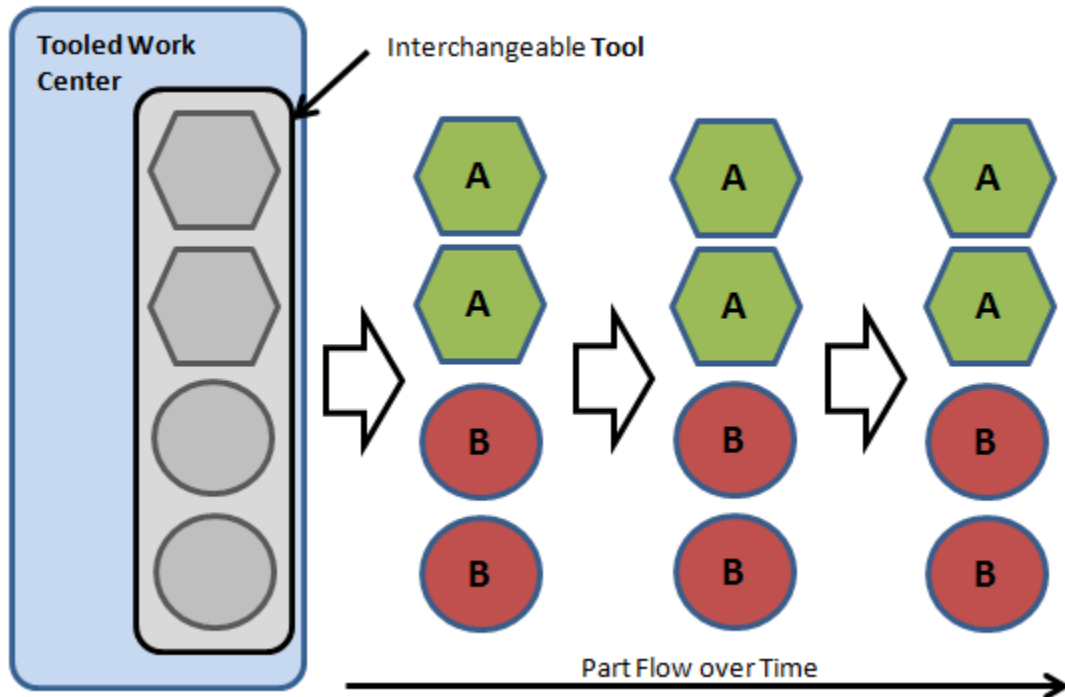 Tooled Work
Center
Interchangeable Tool
A
A
A
A
A
A
B
B
B
B
B
B
Part Flow over Time